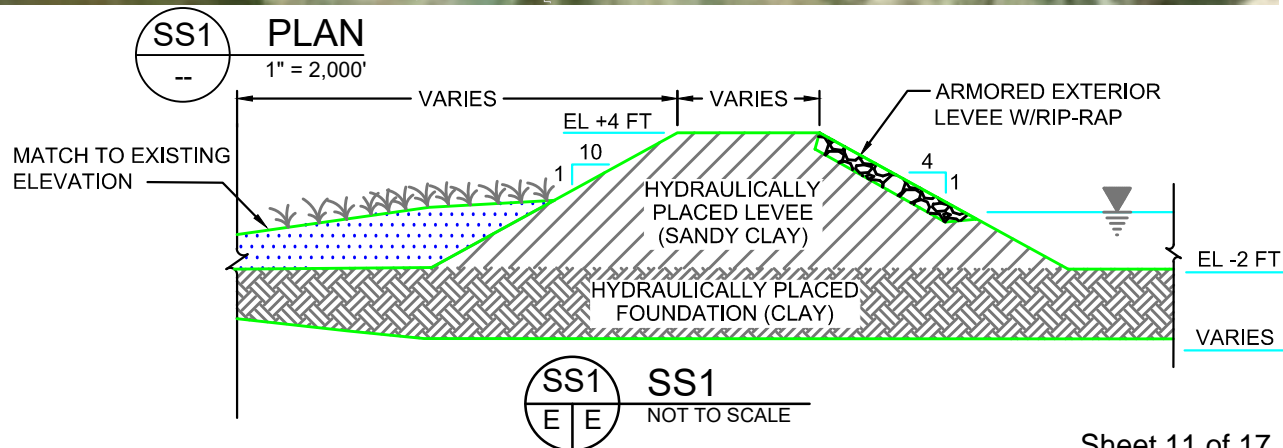 SS1
--
PLAN
1" = 2,000'
VARIES
VARIES
ARMORED EXTERIOR
LEVEE W/RIP-RAP
EL +4 FT
MATCH TO EXISTING
ELEVATION
10
1
4
1
HYDRAULICALLY
PLACED LEVEE
(SANDY CLAY)
EL -2 FT
HYDRAULICALLY PLACED
FOUNDATION (CLAY)
VARIES
SS1
E E
SS1
NOT TO SCALE
Sheet 11 of 17